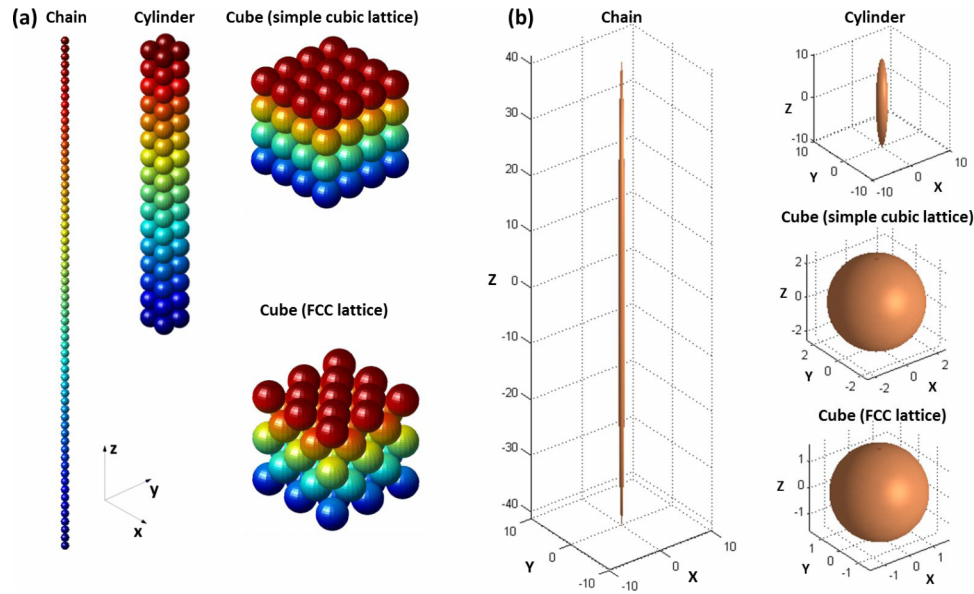 (a) Chain Cylinder Cube (simple cubic lattice)
Cube (FCC lattice)
z
y
x
(b) Chain Cylinder
40
30
20
10
Z 0
-10
-20
-30
-40
10
0
Y -10 -10
0
X
10
10
Z 0
-10
10
0
Y -10 -10
0
X
10
Cube (simple cubic lattice)
2
Z 0
-2
2
0
Y -2 -2
0
X
2
Cube (FCC lattice)
1
Z 0
-1
1
0
Y -1 -1
0
X
1